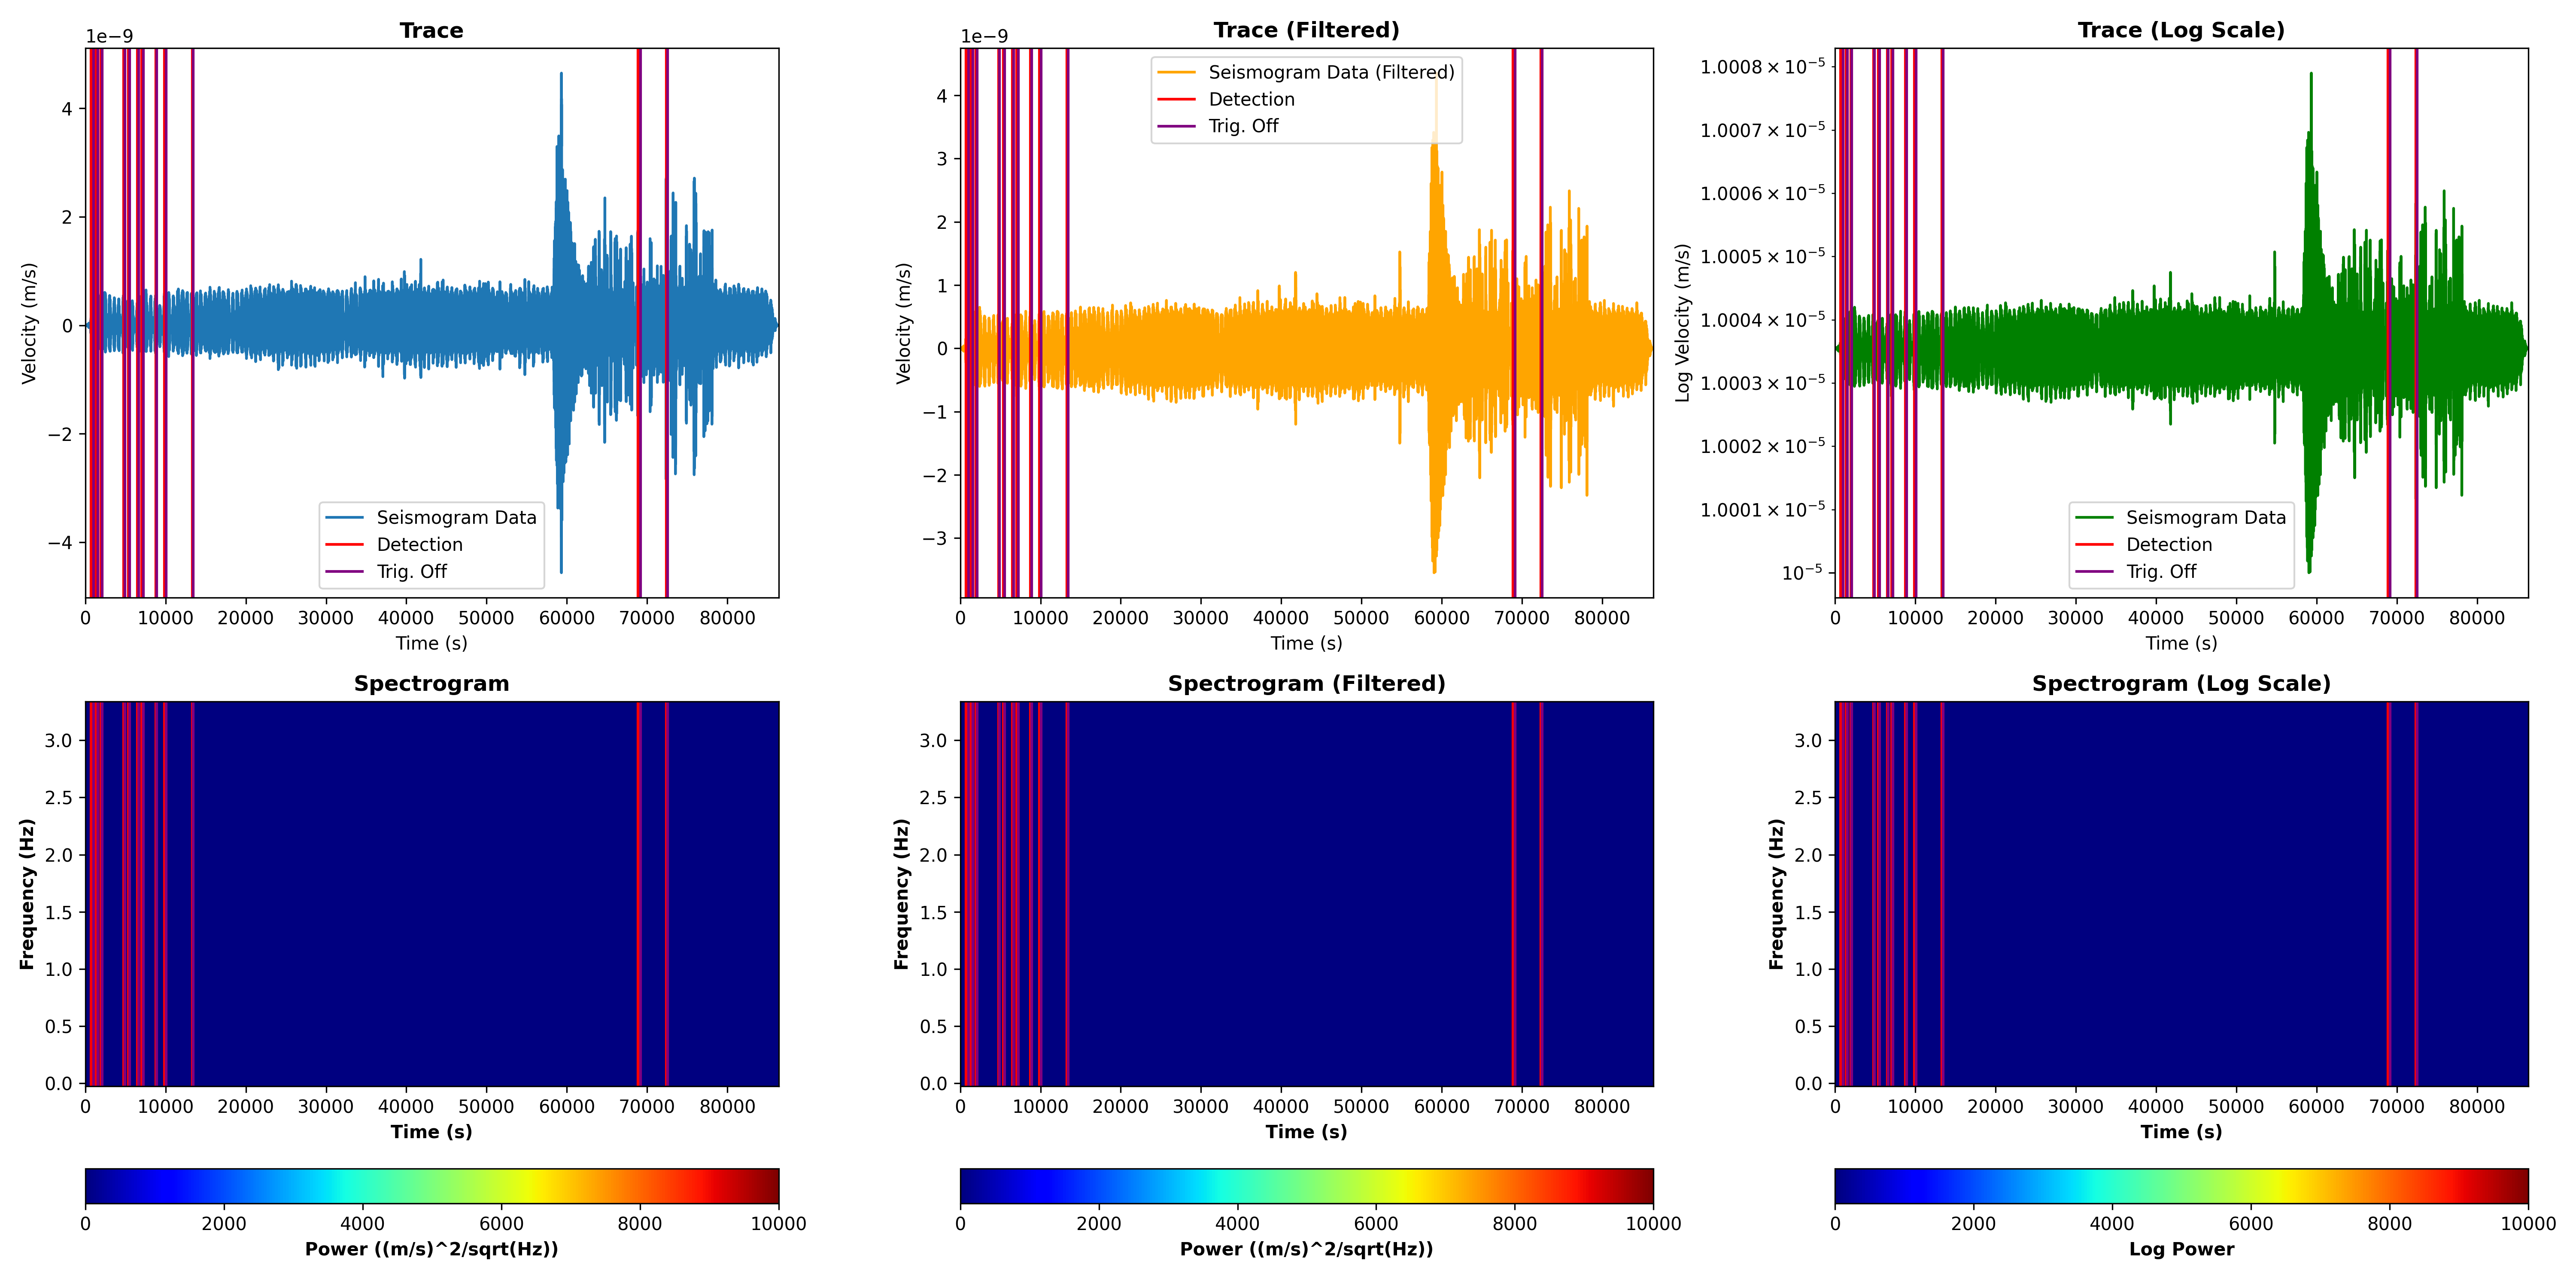 Trace
1e−9
Velocity (m/s)
4
2
0
−2
−4
Seismogram Data
Detection
Trig. Off
0 10000 20000 30000 40000 50000 60000 70000 80000
Time (s)
Trace (Filtered)
1e−9
Velocity (m/s)
4
3
2
1
0
−1
−2
−3
Seismogram Data (Filtered)
Detection
Trig. Off
0 10000 20000 30000 40000 50000 60000 70000 80000
Time (s)
Trace (Log Scale)
Log Velocity (m/s)
1.0008 × 10⁻⁵
1.0007 × 10⁻⁵
1.0006 × 10⁻⁵
1.0005 × 10⁻⁵
1.0004 × 10⁻⁵
1.0003 × 10⁻⁵
1.0002 × 10⁻⁵
1.0001 × 10⁻⁵
10⁻⁵
Seismogram Data
Detection
Trig. Off
0 10000 20000 30000 40000 50000 60000 70000 80000
Time (s)
Spectrogram
Frequency (Hz)
3.0
2.5
2.0
1.5
1.0
0.5
0.0
0 10000 20000 30000 40000 50000 60000 70000 80000
Time (s)
0 2000 4000 6000 8000 10000
Power ((m/s)^2/sqrt(Hz))
Spectrogram (Filtered)
Frequency (Hz)
3.0
2.5
2.0
1.5
1.0
0.5
0.0
0 10000 20000 30000 40000 50000 60000 70000 80000
Time (s)
0 2000 4000 6000 8000 10000
Power ((m/s)^2/sqrt(Hz))
Spectrogram (Log Scale)
Frequency (Hz)
3.0
2.5
2.0
1.5
1.0
0.5
0.0
0 10000 20000 30000 40000 50000 60000 70000 80000
Time (s)
0 2000 4000 6000 8000 10000
Log Power